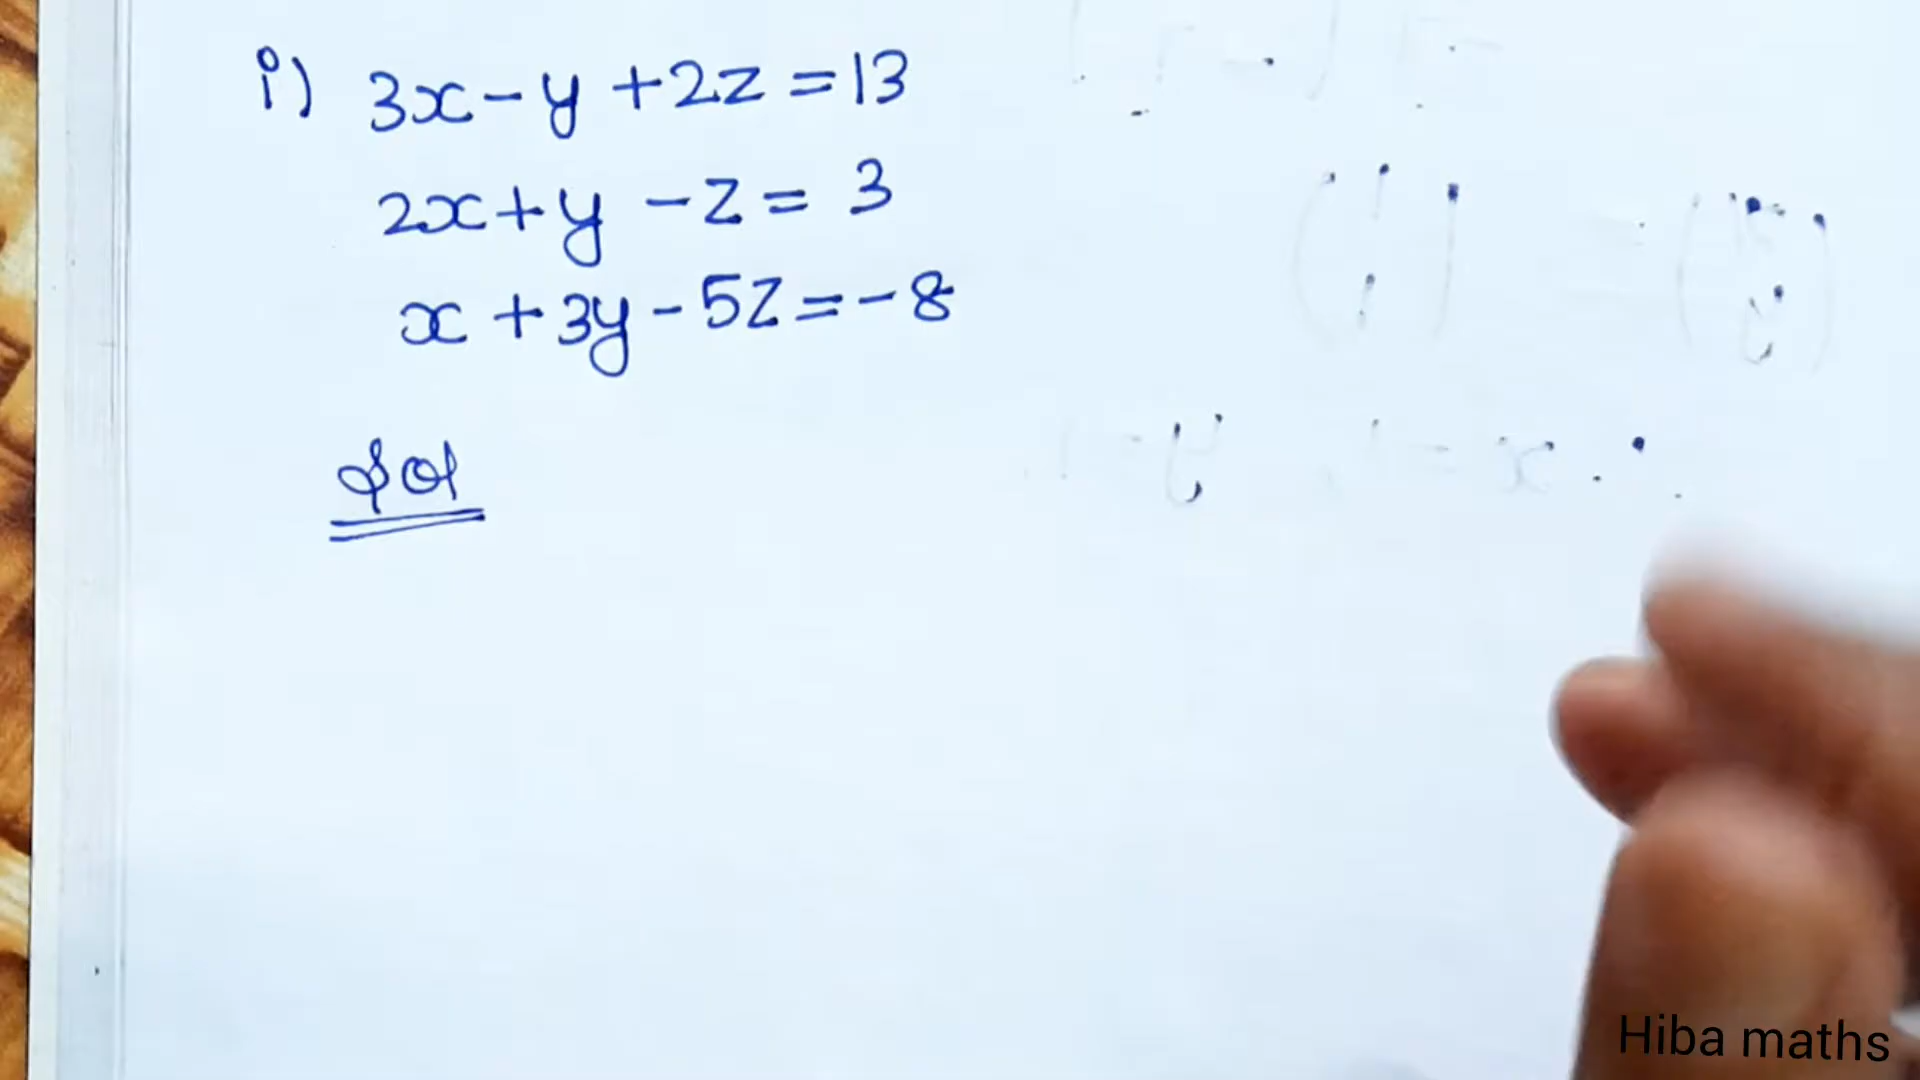 i) 3x - y + 2z = 13
2x + y - z = 3
x + 3y - 5z = -8
Sol
Hiba maths